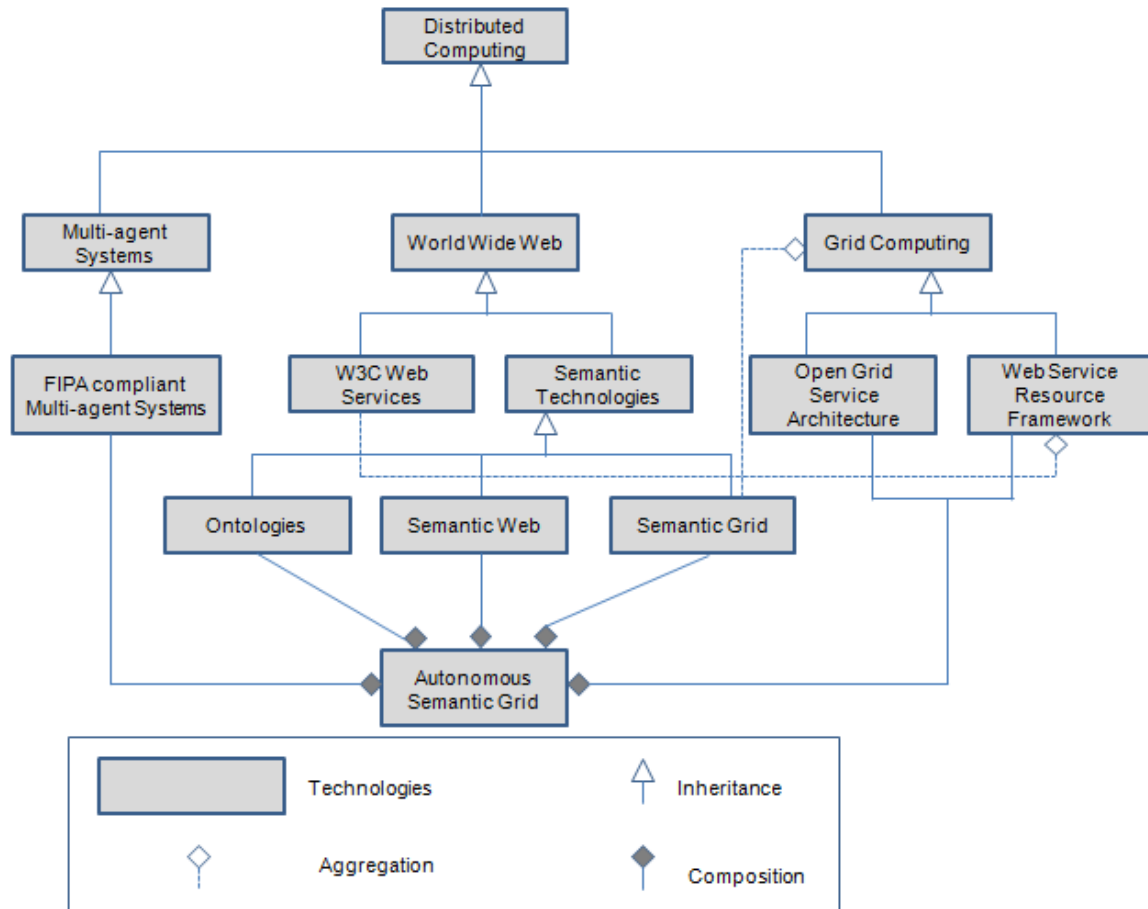 Distributed
Computing
Multi-agent
Systems
World Wide Web
Grid Computing
FIPA compliant
Multi-agent Systems
W3C Web
Services
Semantic
Technologies
Open Grid
Service
Architecture
Web Service
Resource
Framework
Ontologies
Semantic Web
Semantic Grid
Autonomous
Semantic Grid
Technologies
Inheritance
Aggregation
Composition